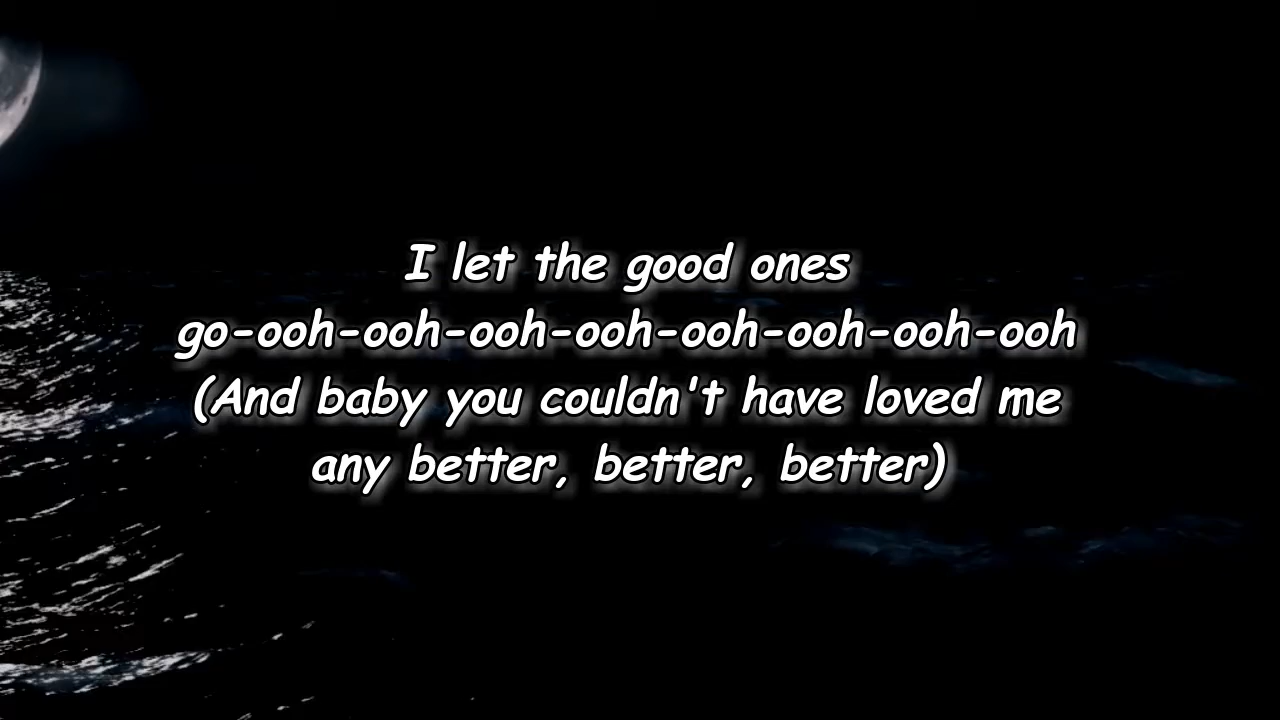 I let the good ones
go-ooh-ooh-ooh-ooh-ooh-ooh-ooh-ooh
(And baby you couldn't have loved me
any better, better, better)